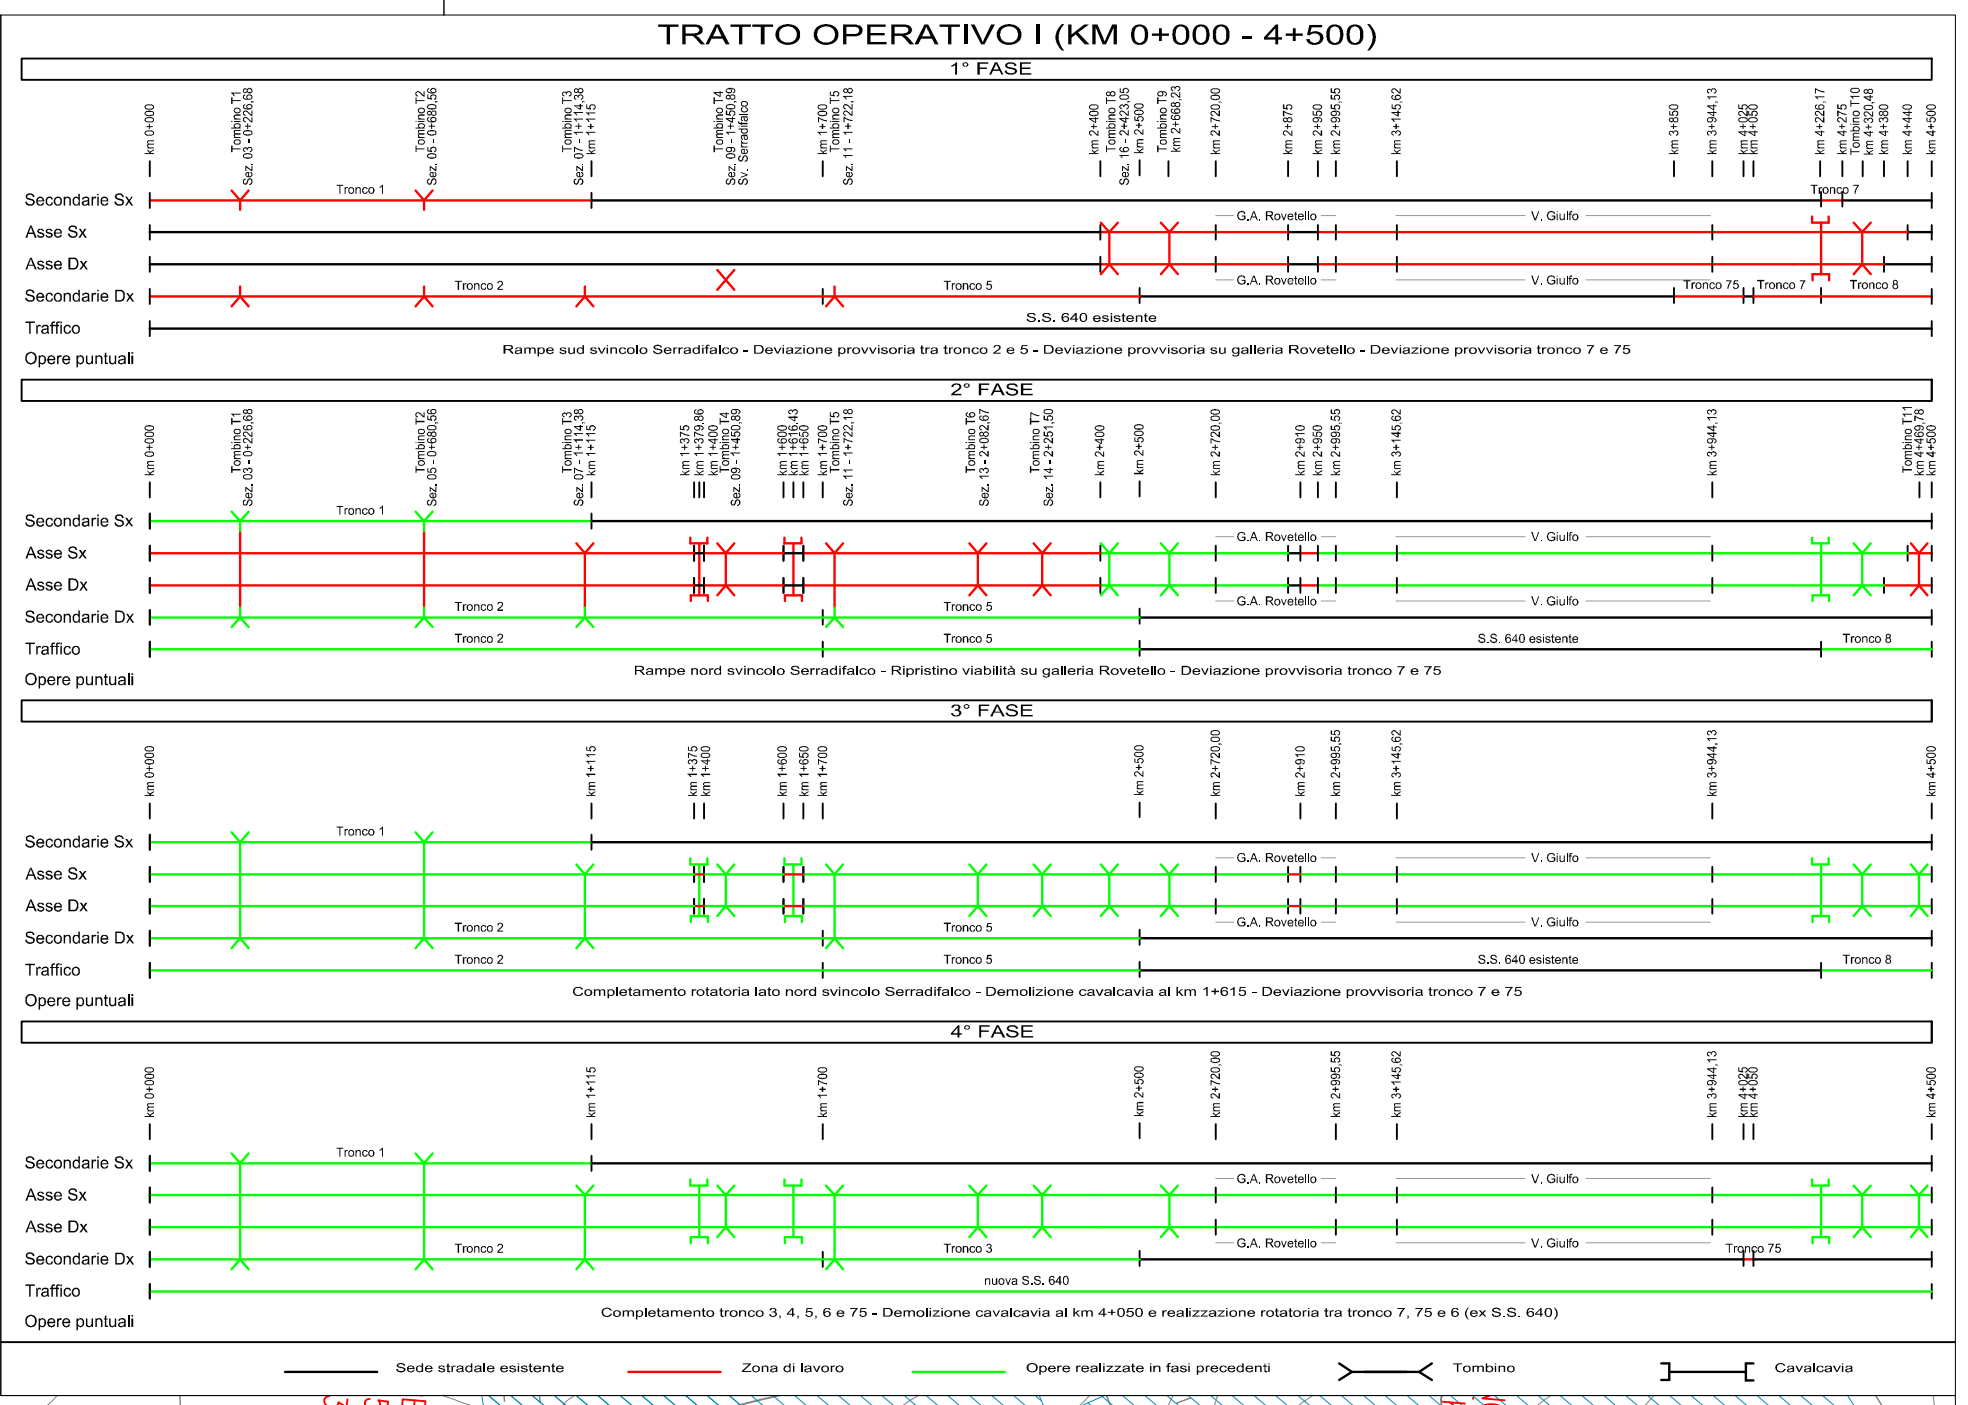 TRATTO OPERATIVO I (KM 0+000 - 4+500)
1° FASE
km 0+000
Tombino T1
Sez. 03 - 0+226,68
Tombino T2
Sez. 05 - 0+680,56
Tombino T3
Sez. 07 - 1+114,38
km 1+115
Tombino T4
Sez. 09 - 1+450,89
Sv. Serradifalco
km 1+700
Tombino T5
Sez. 11 - 1+722,18
km 2+400
Tombino T8
Sez. 16 - 2+423,05
km 2+500
Tombino T9
km 2+668,23
km 2+720,00
km 2+875
km 2+950
km 2+995,55
km 3+145,62
km 3+850
km 3+944,13
km 4+025
km 4+050
km 4+226,17
km 4+275
Tombino T10
km 4+320,48
km 4+380
km 4+440
km 4+500
Secondarie Sx
Tronco 1
Tronco 7
Asse Sx
G.A. Rovetello
V. Giulfo
Asse Dx
G.A. Rovetello
V. Giulfo
Secondarie Dx
Tronco 2
Tronco 5
Tronco 75
Tronco 7
Tronco 8
Traffico
S.S. 640 esistente
Opere puntuali
Rampe sud svincolo Serradifalco - Deviazione provvisoria tra tronco 2 e 5 - Deviazione provvisoria su galleria Rovetello - Deviazione provvisoria tronco 7 e 75
2° FASE
km 0+000
Tombino T1
Sez. 03 - 0+226,68
Tombino T2
Sez. 05 - 0+680,56
Tombino T3
Sez. 07 - 1+114,38
km 1+115
km 1+375
km 1+379,86
km 1+400
Tombino T4
Sez. 09 - 1+450,89
km 1+600
km 1+616,43
km 1+650
km 1+700
Tombino T5
Sez. 11 - 1+722,18
Tombino T6
Sez. 13 - 2+082,67
Tombino T7
Sez. 14 - 2+251,50
km 2+400
km 2+500
km 2+720,00
km 2+910
km 2+950
km 2+995,55
km 3+145,62
km 3+944,13
Tombino T11
km 4+469,78
km 4+500
Secondarie Sx
Tronco 1
Asse Sx
G.A. Rovetello
V. Giulfo
Asse Dx
G.A. Rovetello
V. Giulfo
Secondarie Dx
Tronco 2
Tronco 5
Traffico
Tronco 2
Tronco 5
S.S. 640 esistente
Tronco 8
Opere puntuali
Rampe nord svincolo Serradifalco - Ripristino viabilità su galleria Rovetello - Deviazione provvisoria tronco 7 e 75
3° FASE
km 0+000
km 1+115
km 1+375
km 1+400
km 1+600
km 1+650
km 1+700
km 2+500
km 2+720,00
km 2+910
km 2+995,55
km 3+145,62
km 3+944,13
km 4+500
Secondarie Sx
Tronco 1
Asse Sx
G.A. Rovetello
V. Giulfo
Asse Dx
G.A. Rovetello
V. Giulfo
Secondarie Dx
Tronco 2
Tronco 5
Traffico
Tronco 2
Tronco 5
S.S. 640 esistente
Tronco 8
Opere puntuali
Completamento rotatoria lato nord svincolo Serradifalco - Demolizione cavalcavia al km 1+615 - Deviazione provvisoria tronco 7 e 75
4° FASE
km 0+000
km 1+115
km 1+700
km 2+500
km 2+720,00
km 2+995,55
km 3+145,62
km 3+944,13
km 4+025
km 4+050
km 4+500
Secondarie Sx
Tronco 1
Asse Sx
G.A. Rovetello
V. Giulfo
Asse Dx
G.A. Rovetello
V. Giulfo
Secondarie Dx
Tronco 2
Tronco 3
Tronco 75
Traffico
nuova S.S. 640
Opere puntuali
Completamento tronco 3, 4, 5, 6 e 75 - Demolizione cavalcavia al km 4+050 e realizzazione rotatoria tra tronco 7, 75 e 6 (ex S.S. 640)
Sede stradale esistente
Zona di lavoro
Opere realizzate in fasi precedenti
Tombino
Cavalcavia